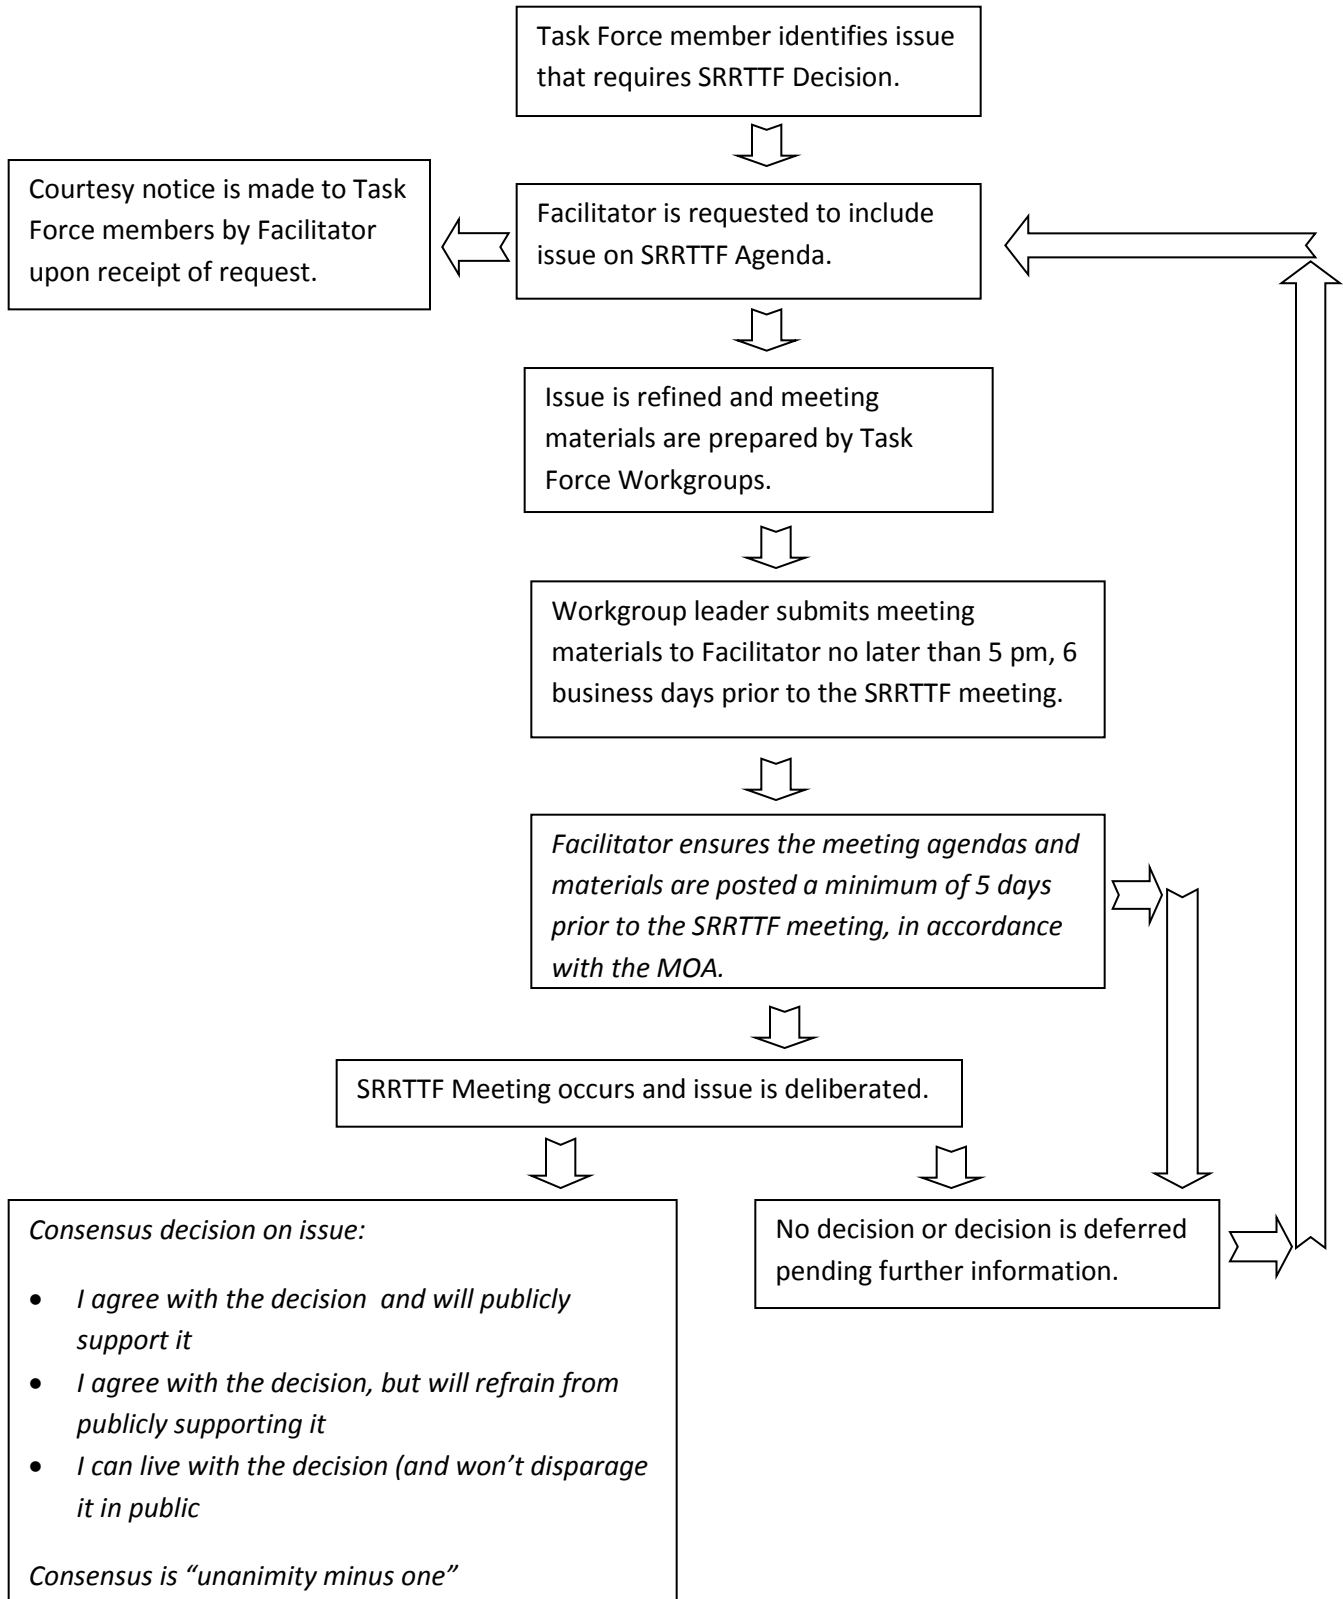 Task Force member identifies issue
that requires SRRTTF Decision.
Courtesy notice is made to Task
Force members by Facilitator
upon receipt of request.
Facilitator is requested to include
issue on SRRTTF Agenda.
Issue is refined and meeting
materials are prepared by Task
Force Workgroups.
Workgroup leader submits meeting
materials to Facilitator no later than 5 pm, 6
business days prior to the SRRTTF meeting.
Facilitator ensures the meeting agendas and
materials are posted a minimum of 5 days
prior to the SRRTTF meeting, in accordance
with the MOA.
SRRTTF Meeting occurs and issue is deliberated.
Consensus decision on issue:
• I agree with the decision  and will publicly
support it
• I agree with the decision, but will refrain from
publicly supporting it
• I can live with the decision (and won’t disparage
it in public
Consensus is “unanimity minus one”
No decision or decision is deferred
pending further information.